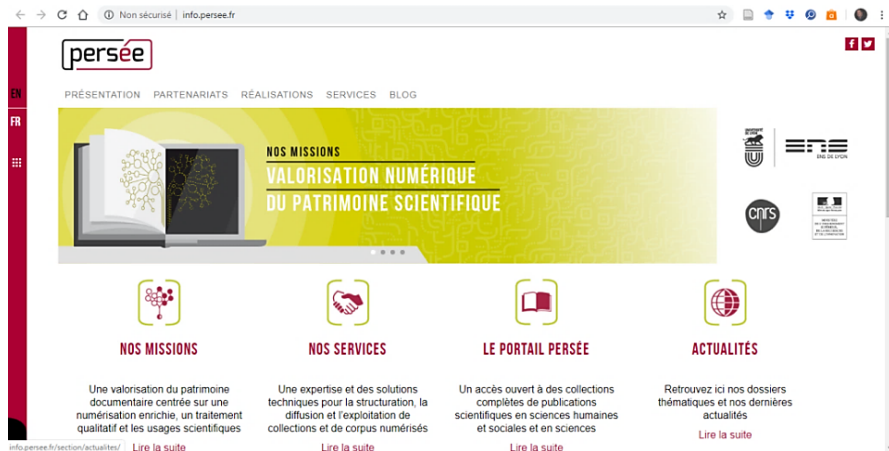 Non sécurisé | info.persee.fr
persée
EN
FR
PRÉSENTATION PARTENARIATS RÉALISATIONS SERVICES BLOG
NOS MISSIONS
VALORISATION NUMÉRIQUE
DU PATRIMOINE SCIENTIFIQUE
ENS
ENS DE LYON
cnrs
NOS MISSIONS
Une valorisation du patrimoine
documentaire centrée sur une
numérisation enrichie, un traitement
qualitatif et les usages scientifiques
Lire la suite
NOS SERVICES
Une expertise et des solutions
techniques pour la structuration, la
diffusion et l'exploitation de
collections et de corpus numérisés
Lire la suite
LE PORTAIL PERSÉE
Un accès ouvert à des collections
complètes de publications
scientifiques en sciences humaines
et sociales et en sciences
Lire la suite
ACTUALITÉS
Retrouvez ici nos dossiers
thématiques et nos dernières
actualités
Lire la suite
info.persee.fr/section/actualites/